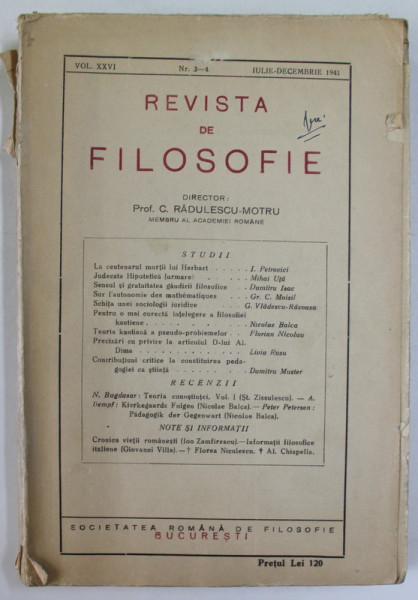 VOL. XXVI Nr. 3—4 IULIE-DECEMBRIE 1941
REVISTA
DE
FILOSOFIE
DIRECTOR:
Prof. C. RĂDULESCU-MOTRU
MEMBRU AL ACADEMIEI ROMÂNE
STUDII
La centenarul morții lui Herbart . . . . . I. Petrovici
Judecata Ipotetică (urmare) . . . . . Mihai Uță
Sensul și gratuitatea gândirii filosofice . Dumitru Isac
Sur l'autonomie des mathématiques . . Gr. C. Moisil
Schița unei sociologii juridice . . . G. Vlădescu-Răcoasa
Pentru o mai corectă înțelegere a filosofiei
kantiene . . . . . Nicolae Balca
Teoria kantiană a pseudo-problemelor . . Florian Nicolau
Precizări cu privire la articolul D-lui Al.
Dima . . . . . Liviu Rusu
Contribuțiuni critice la constituirea peda-
gogiei ca știință . . . . . Dumitru Muster
RECENZII
N. Bagdasar: Teoria cunoștinței, Vol. I (Șt. Zissulescu). — A.
Dempf: Kierkegaards Folgen (Nicolae Balca). — Peter Petersen:
Pädagogik der Gegenwart (Nicolae Balca).
NOTE ȘI INFORMAȚII
Cronica vieții românești (Ion Zamfirescu). — Informații filosofice
italiene (Giovanni Villa). — † Florea Niculescu. † Al. Chispella.
SOCIETATEA ROMÂNĂ DE FILOSOFIE
BUCUREȘTI
Prețul Lei 120